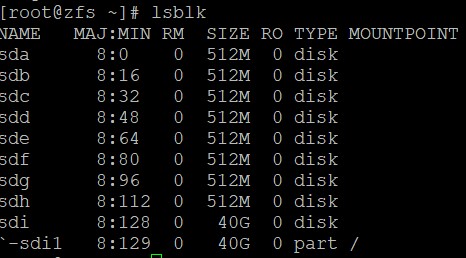 [root@zfs ~]# lsblk
NAME   MAJ:MIN RM  SIZE RO TYPE MOUNTPOINT
sda      8:0    0  512M  0 disk
sdb      8:16   0  512M  0 disk
sdc      8:32   0  512M  0 disk
sdd      8:48   0  512M  0 disk
sde      8:64   0  512M  0 disk
sdf      8:80   0  512M  0 disk
sdg      8:96   0  512M  0 disk
sdh      8:112  0  512M  0 disk
sdi      8:128  0   40G  0 disk
`-sdi1   8:129  0   40G  0 part /